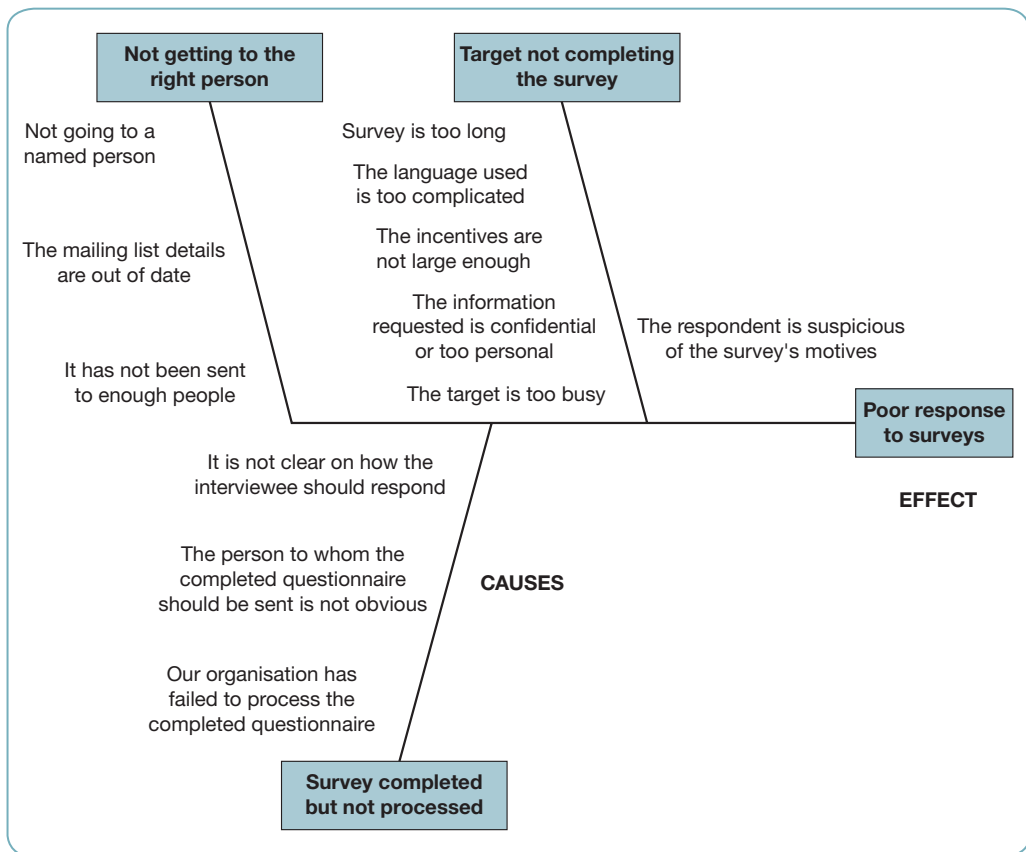 Not getting to the
right person
Not going to a
named person
The mailing list details
are out of date
It has not been sent
to enough people
Target not completing
the survey
Survey is too long
The language used
is too complicated
The incentives are
not large enough
The information
requested is confidential
or too personal
The target is too busy
The respondent is suspicious
of the survey's motives
Poor response
to surveys
EFFECT
It is not clear on how the
interviewee should respond
The person to whom the
completed questionnaire
should be sent is not obvious
CAUSES
Our organisation has
failed to process the
completed questionnaire
Survey completed
but not processed